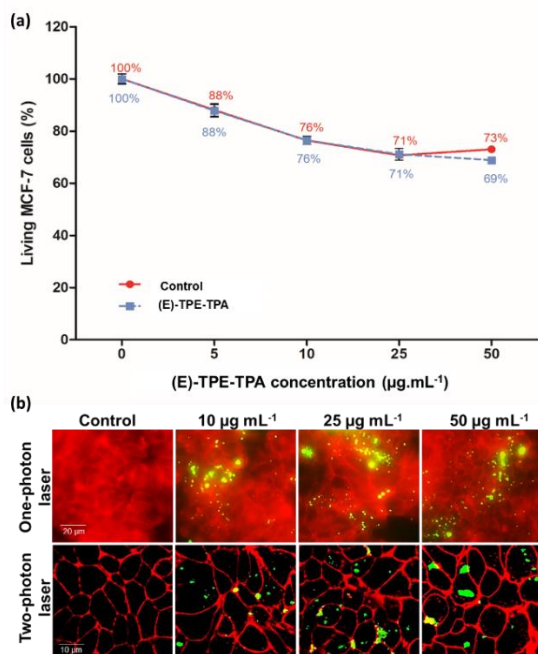 (a)
Living MCF-7 cells (%)
120
100
80
60
40
20
0
100%
100%
88%
88%
76%
76%
71%
71%
73%
69%
Control
(E)-TPE-TPA
0
5
10
25
50
(E)-TPE-TPA concentration (µg.mL⁻¹)
(b)
Control
10 µg mL⁻¹
25 µg mL⁻¹
50 µg mL⁻¹
One-photon
laser
20 µm
Two-photon
laser
10 µm